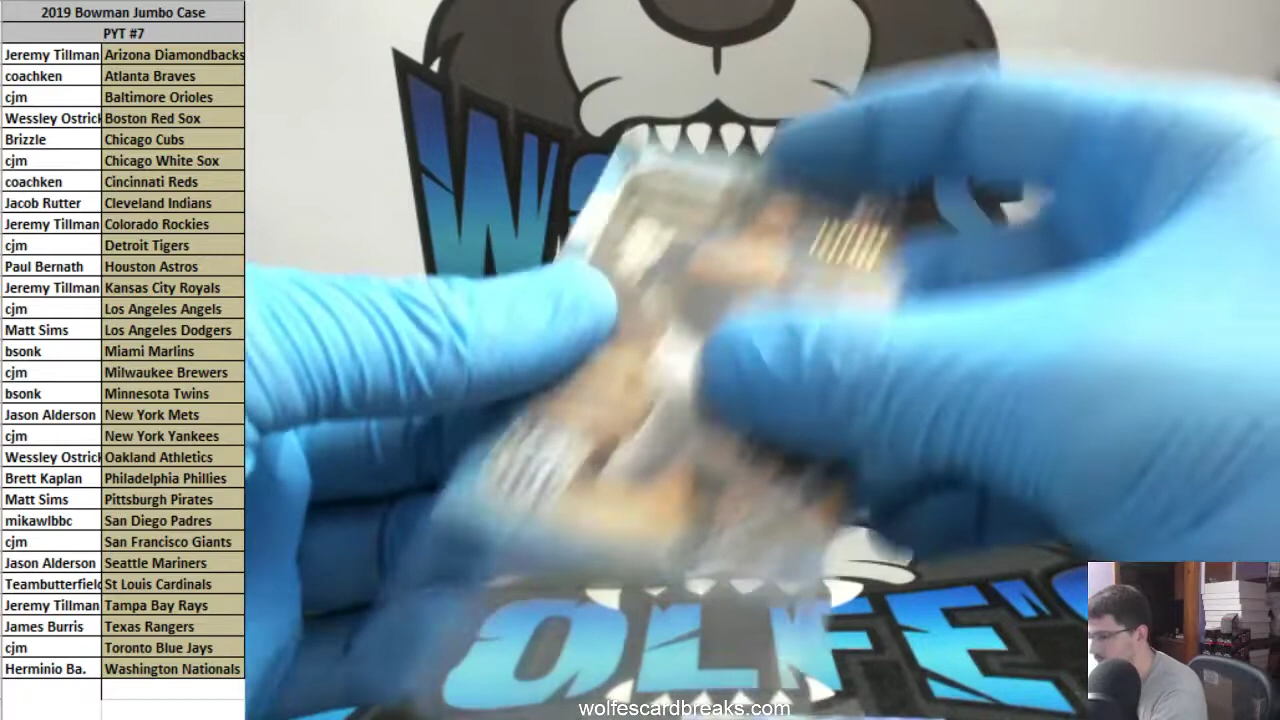 2019 Bowman Jumbo Case
PYT #7
Jeremy Tillman Arizona Diamondbacks
coachken Atlanta Braves
cjm Baltimore Orioles
Wessley Ostrick Boston Red Sox
Brizzle Chicago Cubs
cjm Chicago White Sox
coachken Cincinnati Reds
Jacob Rutter Cleveland Indians
Jeremy Tillman Colorado Rockies
cjm Detroit Tigers
Paul Bernath Houston Astros
Jeremy Tillman Kansas City Royals
cjm Los Angeles Angels
Matt Sims Los Angeles Dodgers
bsonk Miami Marlins
cjm Milwaukee Brewers
bsonk Minnesota Twins
Jason Alderson New York Mets
cjm New York Yankees
Wessley Ostrick Oakland Athletics
Brett Kaplan Philadelphia Phillies
Matt Sims Pittsburgh Pirates
mikawlbbc San Diego Padres
cjm San Francisco Giants
Jason Alderson Seattle Mariners
Teambutterfield St Louis Cardinals
Jeremy Tillman Tampa Bay Rays
James Burris Texas Rangers
cjm Toronto Blue Jays
Herminio Ba. Washington Nationals
OLFE'S
wolfescardbreaks.com